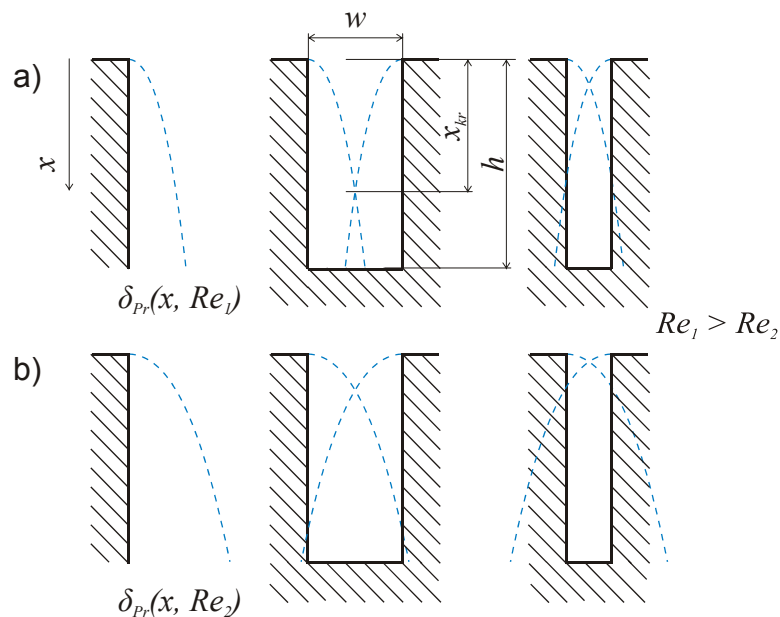 w
a)
x
x_kr
h
δ_Pr(x, Re_1)
Re_1 > Re_2
b)
δ_Pr(x, Re_2)